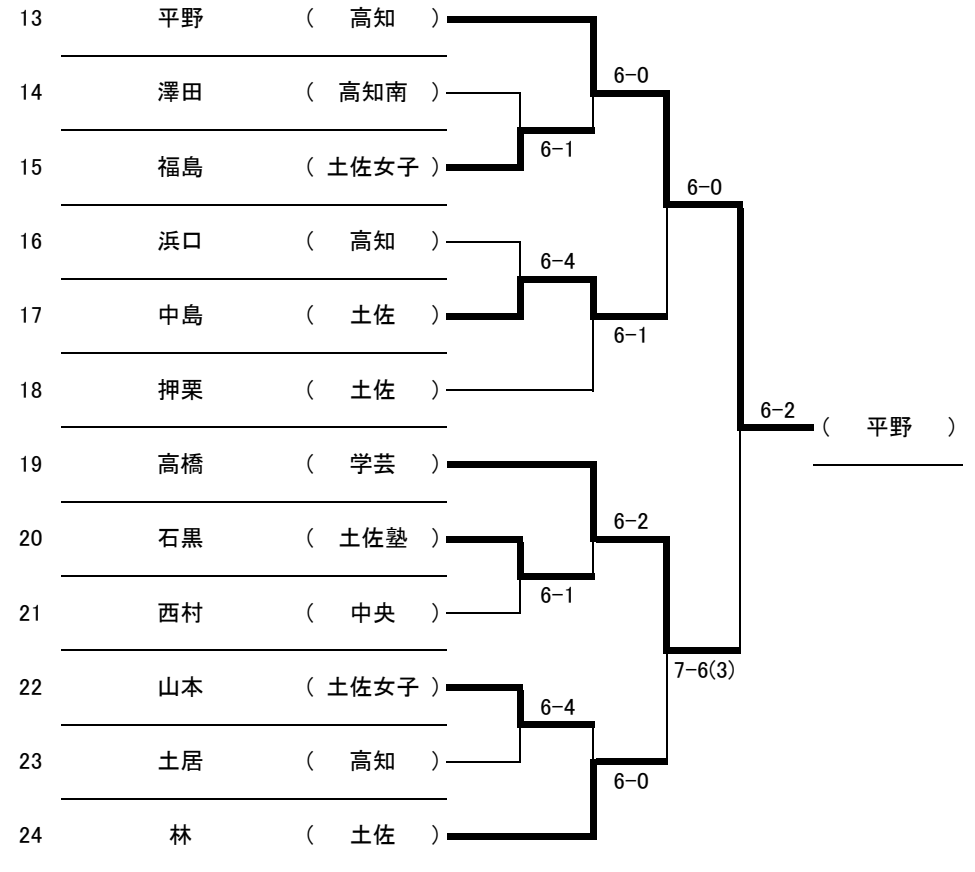 13 平野 ( 高知 )
6-0
14 澤田 ( 高知南 )
6-1
15 福島 ( 土佐女子 )
6-0
16 浜口 ( 高知 )
6-4
17 中島 ( 土佐 )
6-1
18 押栗 ( 土佐 )
6-2
( 平野 )
19 高橋 ( 学芸 )
6-2
20 石黒 ( 土佐塾 )
6-1
21 西村 ( 中央 )
7-6(3)
22 山本 ( 土佐女子 )
6-4
23 土居 ( 高知 )
6-0
24 林 ( 土佐 )